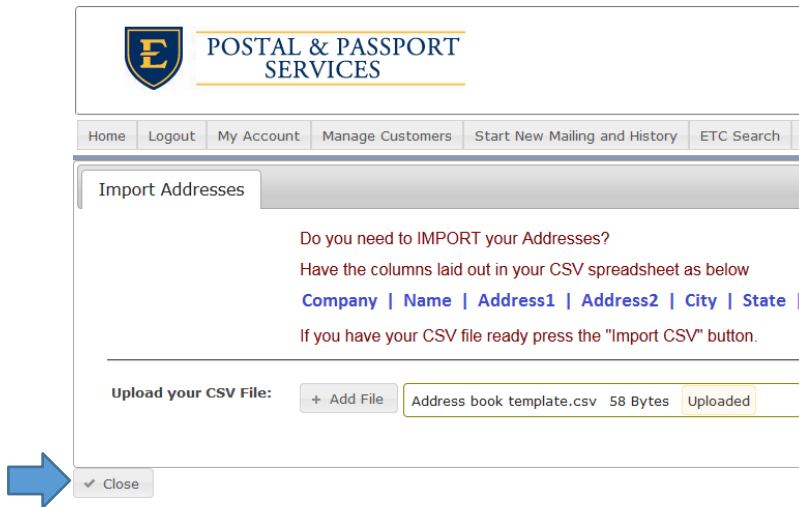 E
POSTAL & PASSPORT
SERVICES
Home Logout My Account Manage Customers Start New Mailing and History ETC Search
Import Addresses
Do you need to IMPORT your Addresses?
Have the columns laid out in your CSV spreadsheet as below
Company | Name | Address1 | Address2 | City | State |
If you have your CSV file ready press the "Import CSV" button.
Upload your CSV File: + Add File Address book template.csv 58 Bytes Uploaded
✓ Close